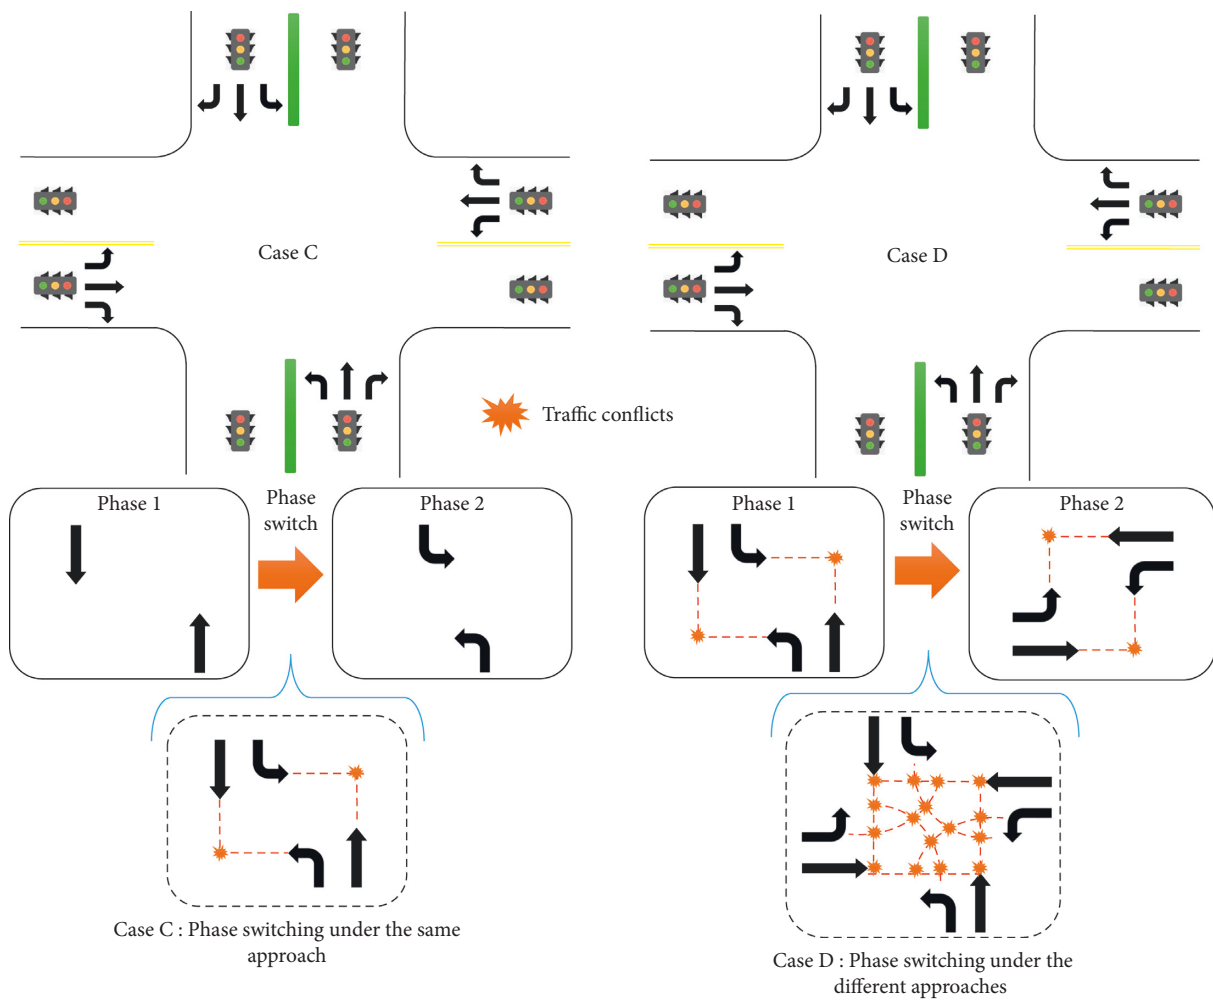 Case C
Case D
Traffic conflicts
Phase 1
Phase
switch
Phase 2
Phase 1
Phase
switch
Phase 2
Case C : Phase switching under the same
approach
Case D : Phase switching under the
different approaches